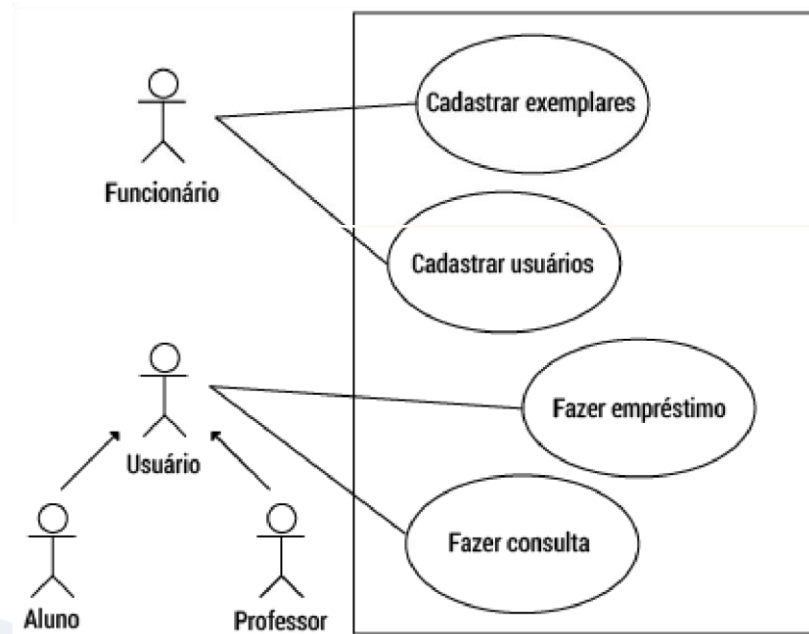 Cadastrar exemplares
Funcionário
Cadastrar usuários
Fazer empréstimo
Usuário
Fazer consulta
Aluno
Professor